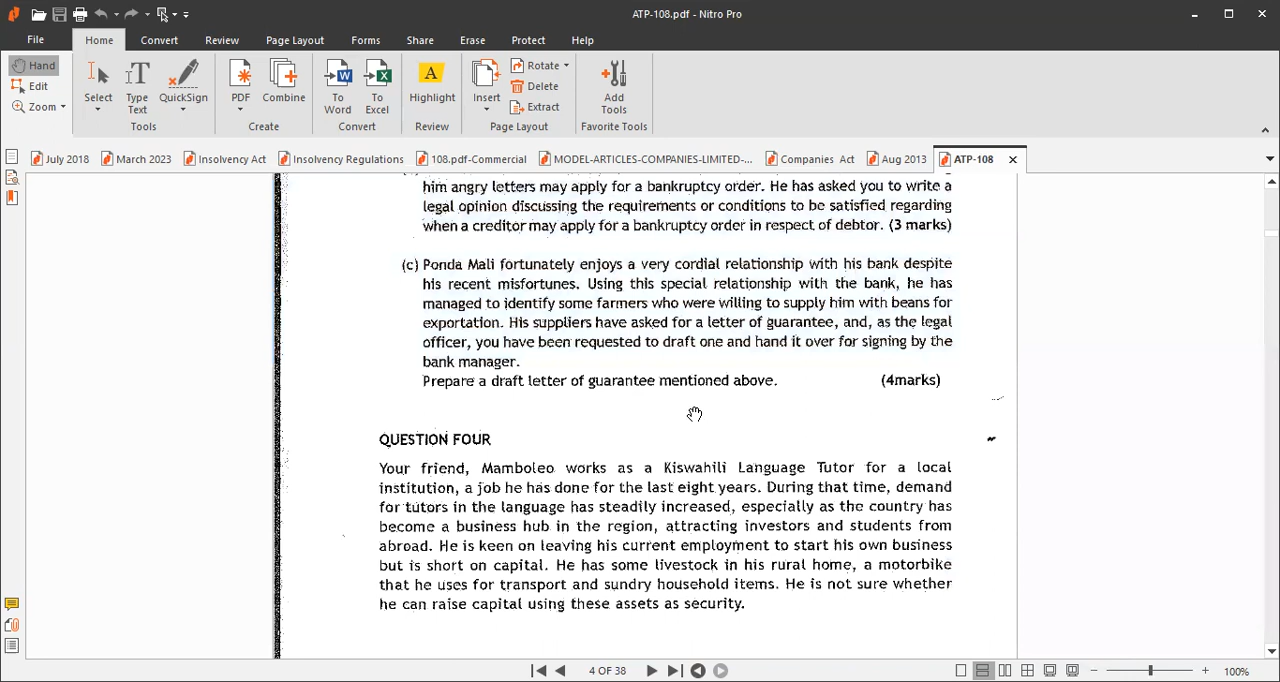 ATP-108.pdf - Nitro Pro
File Home Convert Review Page Layout Forms Share Erase Protect Help
Hand
Edit
Zoom
Select
Type Text
QuickSign
Tools
PDF
Combine
Create
To Word
To Excel
Convert
Highlight
Review
Insert
Rotate
Delete
Extract
Page Layout
Add Tools
Favorite Tools
July 2018 March 2023 Insolvency Act Insolvency Regulations 108.pdf-Commercial MODEL-ARTICLES-COMPANIES-LIMITED-... Companies Act Aug 2013 ATP-108
him angry letters may apply for a bankruptcy order. He has asked you to write a
legal opinion discussing the requirements or conditions to be satisfied regarding
when a creditor may apply for a bankruptcy order in respect of debtor. (3 marks)
(c) Ponda Mali fortunately enjoys a very cordial relationship with his bank despite
his recent misfortunes. Using this special relationship with the bank, he has
managed to identify some farmers who were willing to supply him with beans for
exportation. His suppliers have asked for a letter of guarantee, and, as the legal
officer, you have been requested to draft one and hand it over for signing by the
bank manager.
Prepare a draft letter of guarantee mentioned above. (4marks)
QUESTION FOUR
Your friend, Mamboleo works as a Kiswahili Language Tutor for a local
institution, a job he has done for the last eight years. During that time, demand
for tutors in the language has steadily increased, especially as the country has
become a business hub in the region, attracting investors and students from
abroad. He is keen on leaving his current employment to start his own business
but is short on capital. He has some livestock in his rural home, a motorbike
that he uses for transport and sundry household items. He is not sure whether
he can raise capital using these assets as security.
4 OF 38
100%